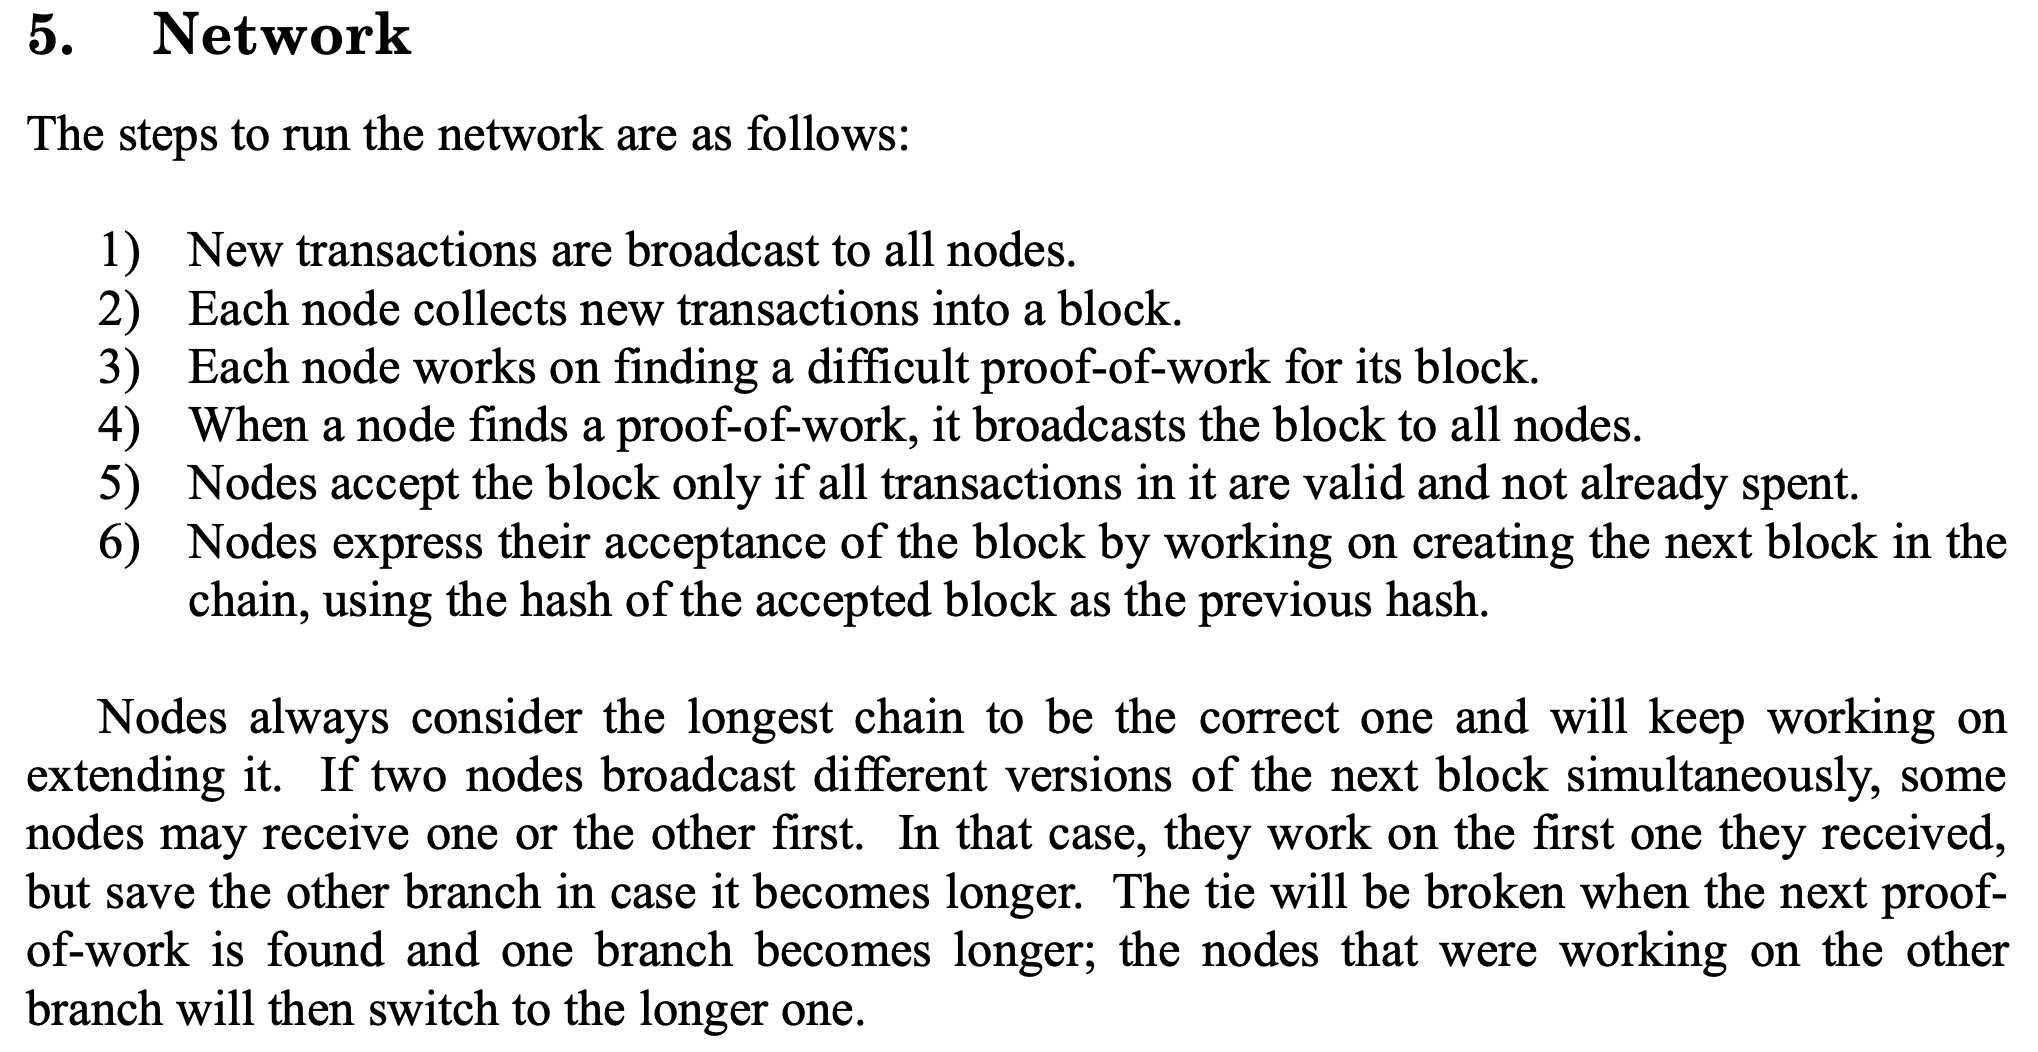 5. Network
The steps to run the network are as follows:
1) New transactions are broadcast to all nodes.
2) Each node collects new transactions into a block.
3) Each node works on finding a difficult proof-of-work for its block.
4) When a node finds a proof-of-work, it broadcasts the block to all nodes.
5) Nodes accept the block only if all transactions in it are valid and not already spent.
6) Nodes express their acceptance of the block by working on creating the next block in the
chain, using the hash of the accepted block as the previous hash.
Nodes always consider the longest chain to be the correct one and will keep working on
extending it. If two nodes broadcast different versions of the next block simultaneously, some
nodes may receive one or the other first. In that case, they work on the first one they received,
but save the other branch in case it becomes longer. The tie will be broken when the next proof-
of-work is found and one branch becomes longer; the nodes that were working on the other
branch will then switch to the longer one.